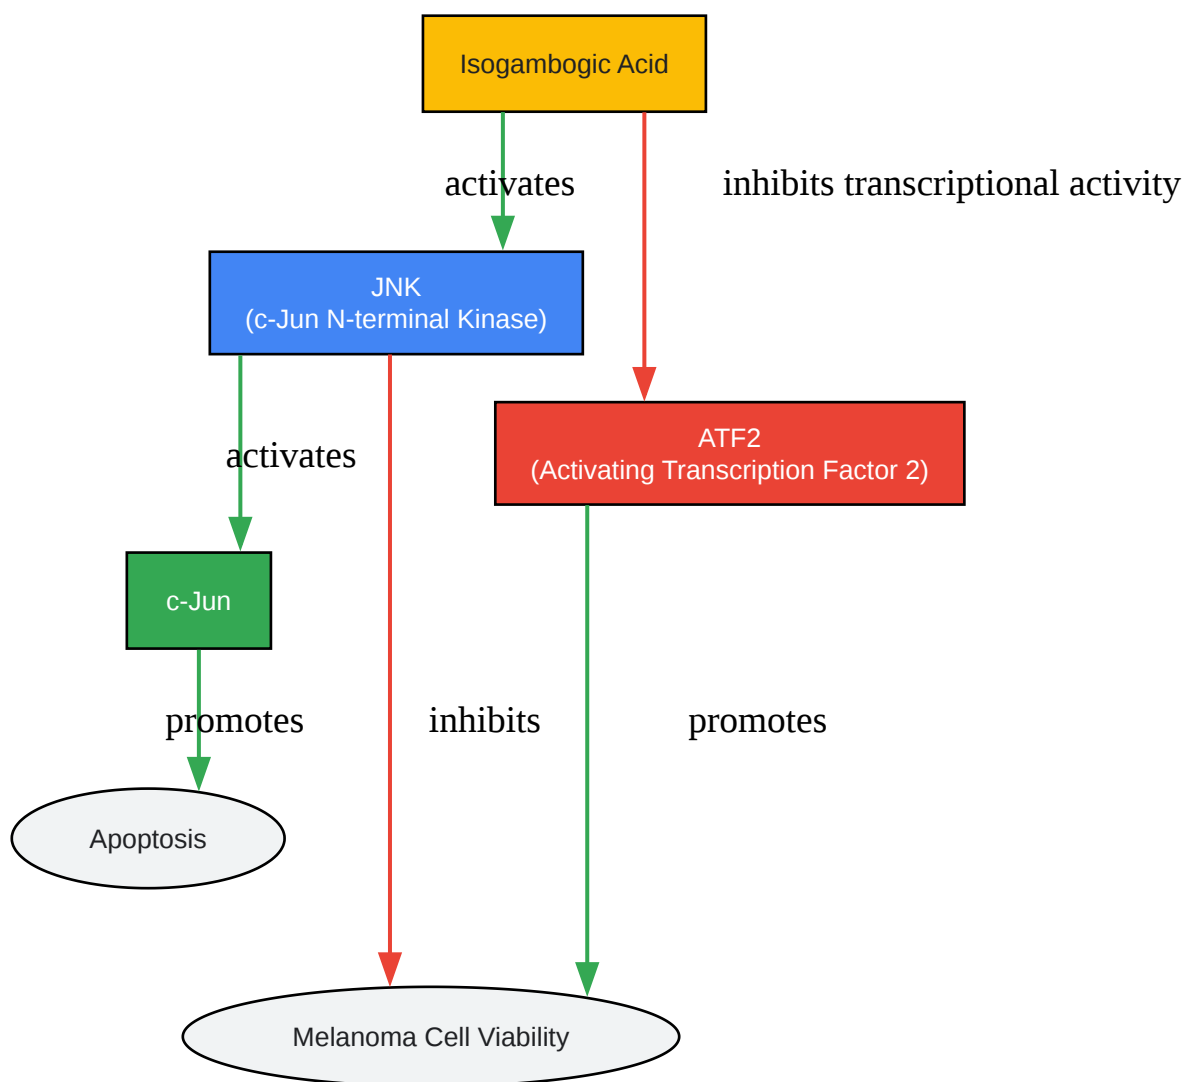 Isogambogic Acid
activates
inhibits transcriptional activity
JNK
(c-Jun N-terminal Kinase)
ATF2
(Activating Transcription Factor 2)
activates
c-Jun
promotes
inhibits
promotes
Apoptosis
Melanoma Cell Viability